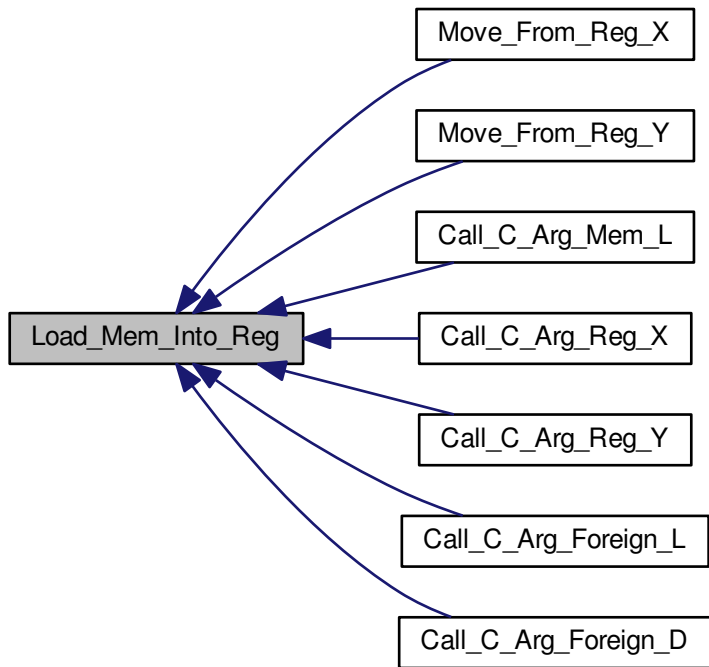 Move_From_Reg_X
Move_From_Reg_Y
Call_C_Arg_Mem_L
Load_Mem_Into_Reg
Call_C_Arg_Reg_X
Call_C_Arg_Reg_Y
Call_C_Arg_Foreign_L
Call_C_Arg_Foreign_D